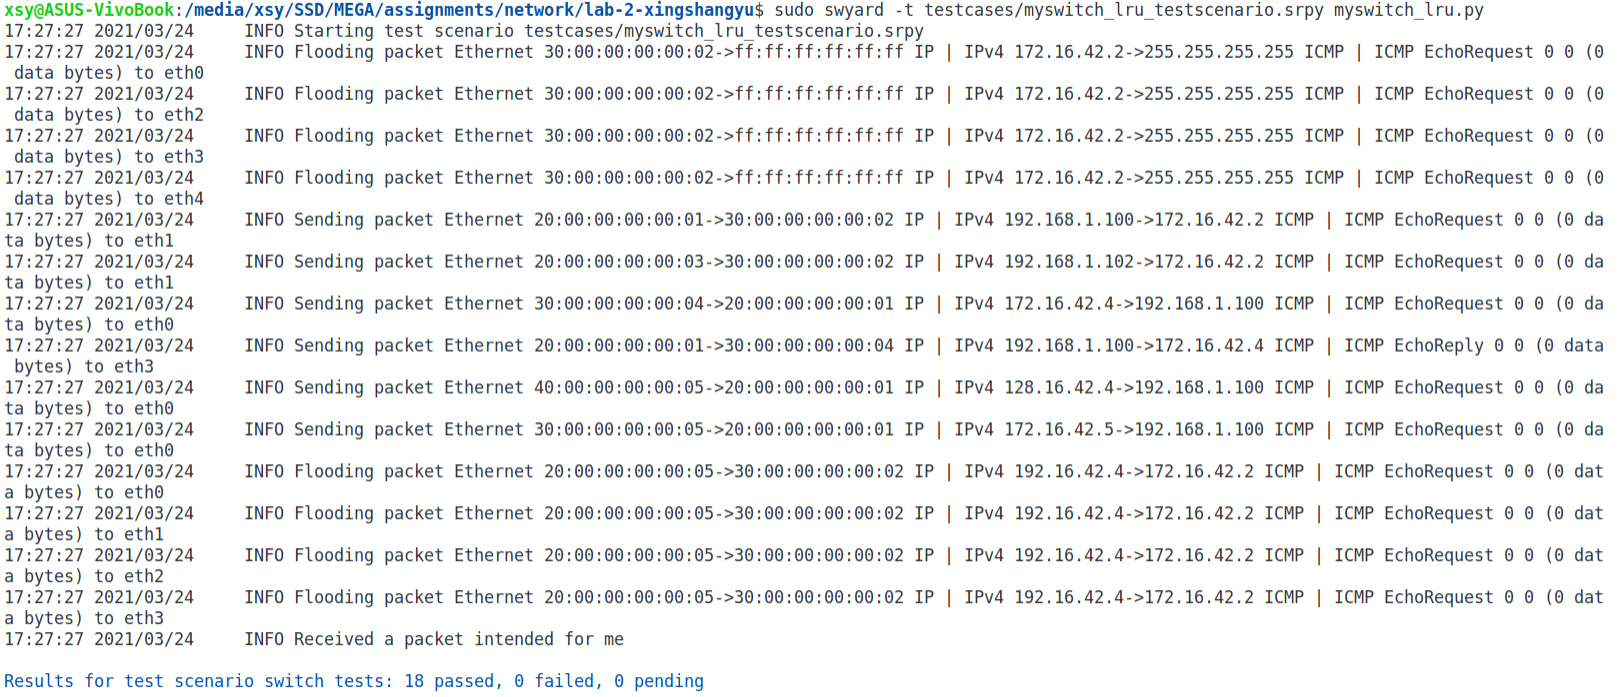 xsy@ASUS-VivoBook:/media/xsy/SSD/MEGA/assignments/network/lab-2-xingshangyu$ sudo swyard -t testcases/myswitch_lru_testscenario.srpy myswitch_lru.py
17:27:27 2021/03/24     INFO Starting test scenario testcases/myswitch_lru_testscenario.srpy
17:27:27 2021/03/24     INFO Flooding packet Ethernet 30:00:00:00:00:02->ff:ff:ff:ff:ff:ff IP | IPv4 172.16.42.2->255.255.255.255 ICMP | ICMP EchoRequest 0 0 (0
 data bytes) to eth0
17:27:27 2021/03/24     INFO Flooding packet Ethernet 30:00:00:00:00:02->ff:ff:ff:ff:ff:ff IP | IPv4 172.16.42.2->255.255.255.255 ICMP | ICMP EchoRequest 0 0 (0
 data bytes) to eth2
17:27:27 2021/03/24     INFO Flooding packet Ethernet 30:00:00:00:00:02->ff:ff:ff:ff:ff:ff IP | IPv4 172.16.42.2->255.255.255.255 ICMP | ICMP EchoRequest 0 0 (0
 data bytes) to eth3
17:27:27 2021/03/24     INFO Flooding packet Ethernet 30:00:00:00:00:02->ff:ff:ff:ff:ff:ff IP | IPv4 172.16.42.2->255.255.255.255 ICMP | ICMP EchoRequest 0 0 (0
 data bytes) to eth4
17:27:27 2021/03/24     INFO Sending packet Ethernet 20:00:00:00:00:01->30:00:00:00:00:02 IP | IPv4 192.168.1.100->172.16.42.2 ICMP | ICMP EchoRequest 0 0 (0 da
ta bytes) to eth1
17:27:27 2021/03/24     INFO Sending packet Ethernet 20:00:00:00:00:03->30:00:00:00:00:02 IP | IPv4 192.168.1.102->172.16.42.2 ICMP | ICMP EchoRequest 0 0 (0 da
ta bytes) to eth1
17:27:27 2021/03/24     INFO Sending packet Ethernet 30:00:00:00:00:04->20:00:00:00:00:01 IP | IPv4 172.16.42.4->192.168.1.100 ICMP | ICMP EchoRequest 0 0 (0 da
ta bytes) to eth0
17:27:27 2021/03/24     INFO Sending packet Ethernet 20:00:00:00:00:01->30:00:00:00:00:04 IP | IPv4 192.168.1.100->172.16.42.4 ICMP | ICMP EchoReply 0 0 (0 data
 bytes) to eth3
17:27:27 2021/03/24     INFO Sending packet Ethernet 40:00:00:00:00:05->20:00:00:00:00:01 IP | IPv4 128.16.42.4->192.168.1.100 ICMP | ICMP EchoRequest 0 0 (0 da
ta bytes) to eth0
17:27:27 2021/03/24     INFO Sending packet Ethernet 30:00:00:00:00:05->20:00:00:00:00:01 IP | IPv4 172.16.42.5->192.168.1.100 ICMP | ICMP EchoRequest 0 0 (0 da
ta bytes) to eth0
17:27:27 2021/03/24     INFO Flooding packet Ethernet 20:00:00:00:00:05->30:00:00:00:00:02 IP | IPv4 192.16.42.4->172.16.42.2 ICMP | ICMP EchoRequest 0 0 (0 dat
a bytes) to eth0
17:27:27 2021/03/24     INFO Flooding packet Ethernet 20:00:00:00:00:05->30:00:00:00:00:02 IP | IPv4 192.16.42.4->172.16.42.2 ICMP | ICMP EchoRequest 0 0 (0 dat
a bytes) to eth1
17:27:27 2021/03/24     INFO Flooding packet Ethernet 20:00:00:00:00:05->30:00:00:00:00:02 IP | IPv4 192.16.42.4->172.16.42.2 ICMP | ICMP EchoRequest 0 0 (0 dat
a bytes) to eth2
17:27:27 2021/03/24     INFO Flooding packet Ethernet 20:00:00:00:00:05->30:00:00:00:00:02 IP | IPv4 192.16.42.4->172.16.42.2 ICMP | ICMP EchoRequest 0 0 (0 dat
a bytes) to eth3
17:27:27 2021/03/24     INFO Received a packet intended for me
Results for test scenario switch tests: 18 passed, 0 failed, 0 pending